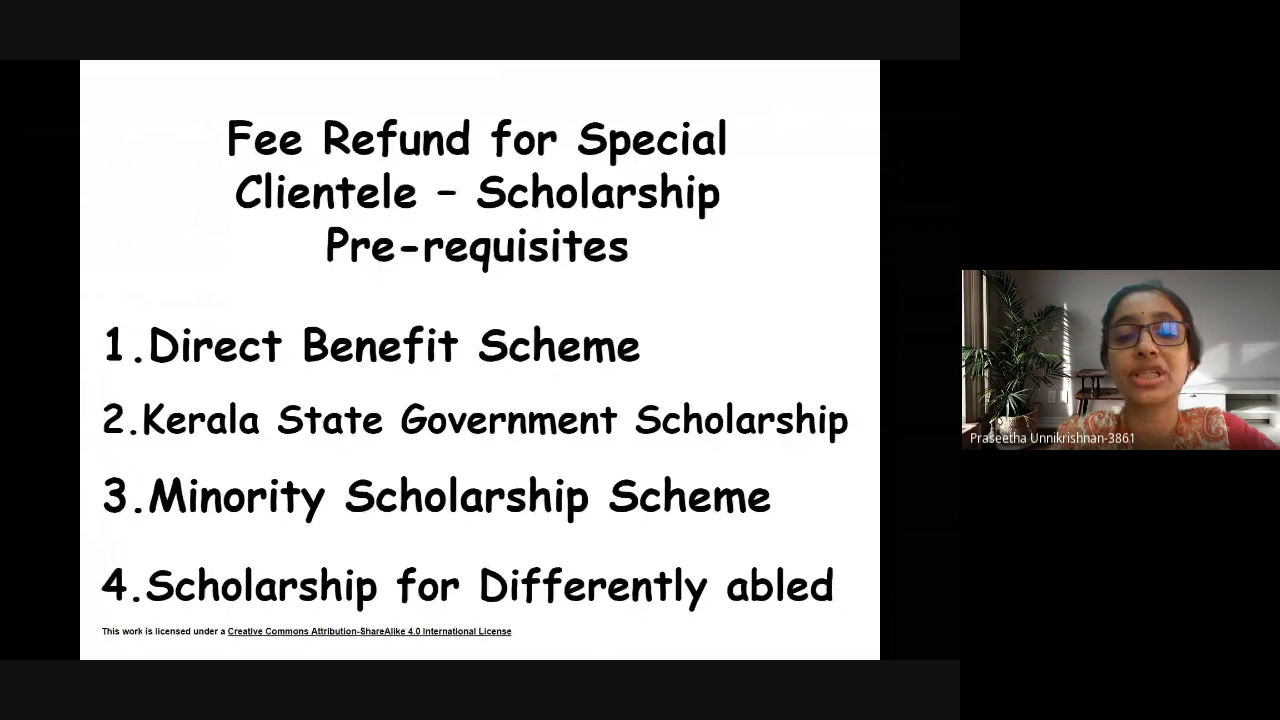 Fee Refund for Special
Clientele – Scholarship
Pre-requisites
1.Direct Benefit Scheme
2.Kerala State Government Scholarship
3.Minority Scholarship Scheme
4.Scholarship for Differently abled
This work is licensed under a Creative Commons Attribution-ShareAlike 4.0 International License
Praseetha Unnikrishnan-3861